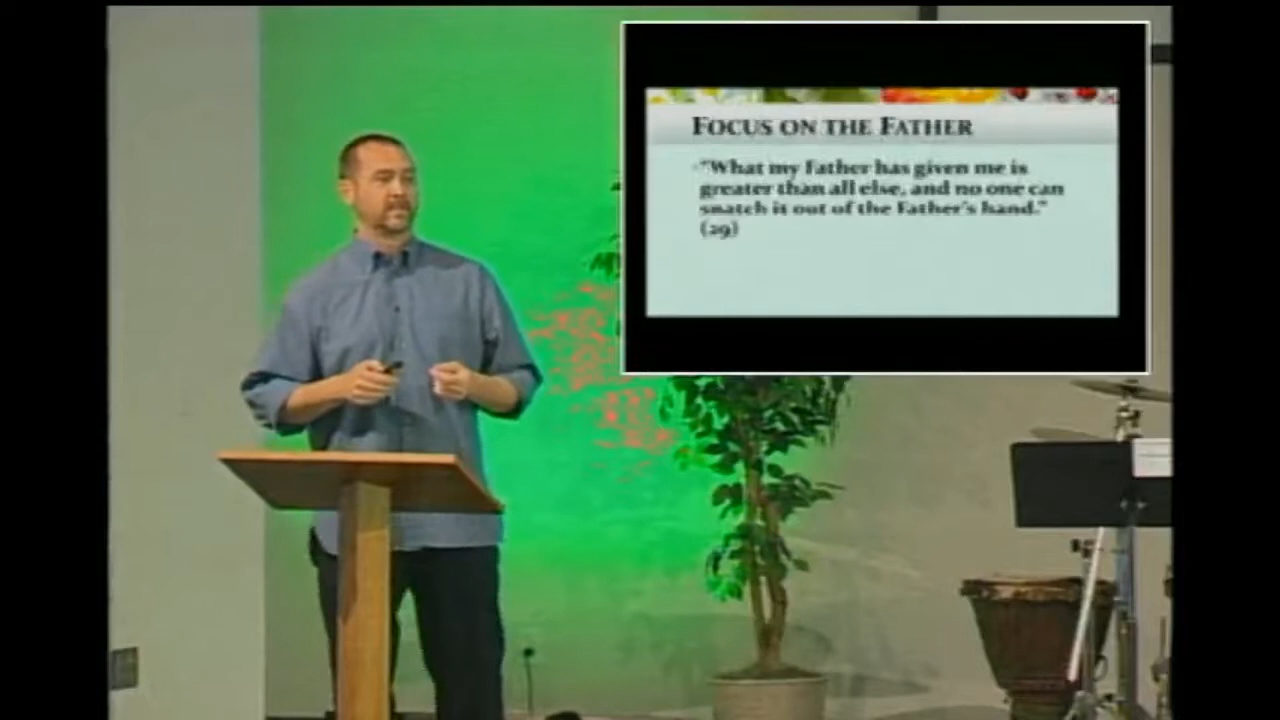 FOCUS ON THE FATHER
"What my Father has given me is
greater than all else, and no one can
snatch it out of the Father's hand."
(29)